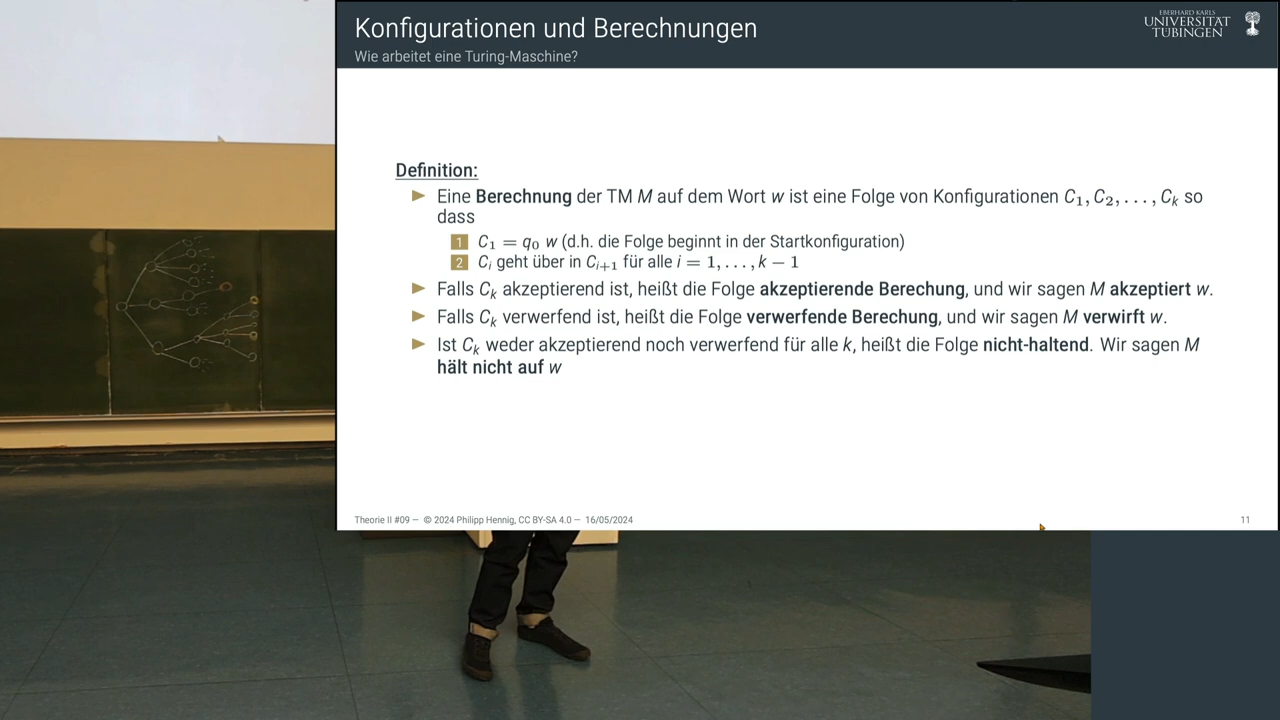 Konfigurationen und Berechnungen
Wie arbeitet eine Turing-Maschine?
EBERHARD KARLS
UNIVERSITÄT
TÜBINGEN
Definition:
► Eine Berechnung der TM M auf dem Wort w ist eine Folge von Konfigurationen C₁, C₂, . . . , Cₖ so
dass
1 C₁ = q₀ w (d.h. die Folge beginnt in der Startkonfiguration)
2 Cᵢ geht über in Cᵢ₊₁ für alle i = 1, . . . , k − 1
► Falls Cₖ akzeptierend ist, heißt die Folge akzeptierende Berechung, und wir sagen M akzeptiert w.
► Falls Cₖ verwerfend ist, heißt die Folge verwerfende Berechung, und wir sagen M verwirft w.
► Ist Cₖ weder akzeptierend noch verwerfend für alle k, heißt die Folge nicht-haltend. Wir sagen M
hält nicht auf w
Theorie II #09 — © 2024 Philipp Hennig, CC BY-SA 4.0 — 16/05/2024
11